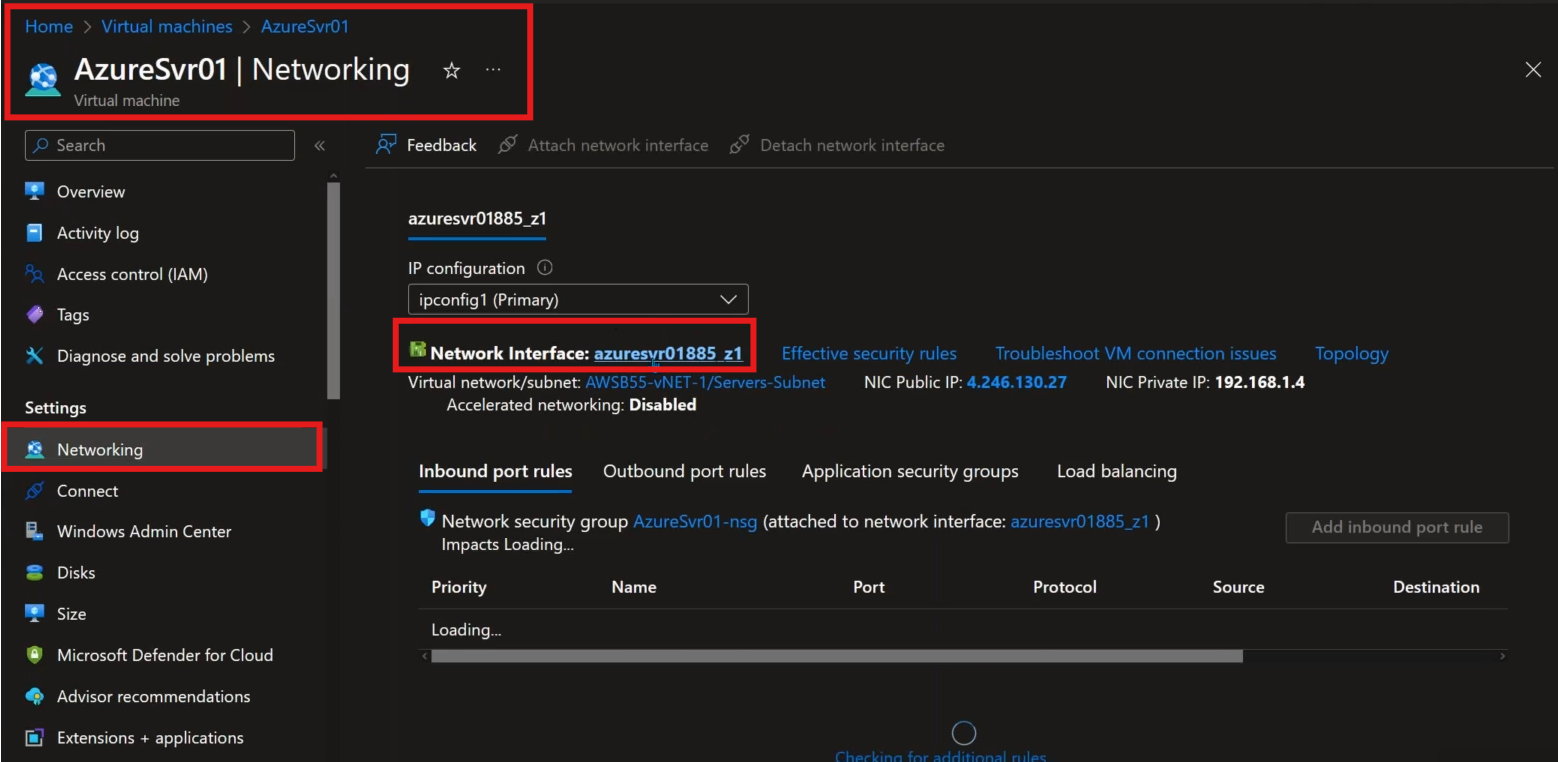 Home > Virtual machines > AzureSvr01
AzureSvr01 | Networking
Virtual machine
Search
Overview
Activity log
Access control (IAM)
Tags
Diagnose and solve problems
Settings
Networking
Connect
Windows Admin Center
Disks
Size
Microsoft Defender for Cloud
Advisor recommendations
Extensions + applications
Feedback Attach network interface Detach network interface
azuresvr01885_z1
IP configuration
ipconfig1 (Primary)
Network Interface: azuresvr01885_z1 Effective security rules Troubleshoot VM connection issues Topology
Virtual network/subnet: AWSB55-vNET-1/Servers-Subnet NIC Public IP: 4.246.130.27 NIC Private IP: 192.168.1.4
Accelerated networking: Disabled
Inbound port rules Outbound port rules Application security groups Load balancing
Network security group AzureSvr01-nsg (attached to network interface: azuresvr01885_z1 )
Impacts Loading...
Add inbound port rule
Priority Name Port Protocol Source Destination
Loading...
Checking for additional rules